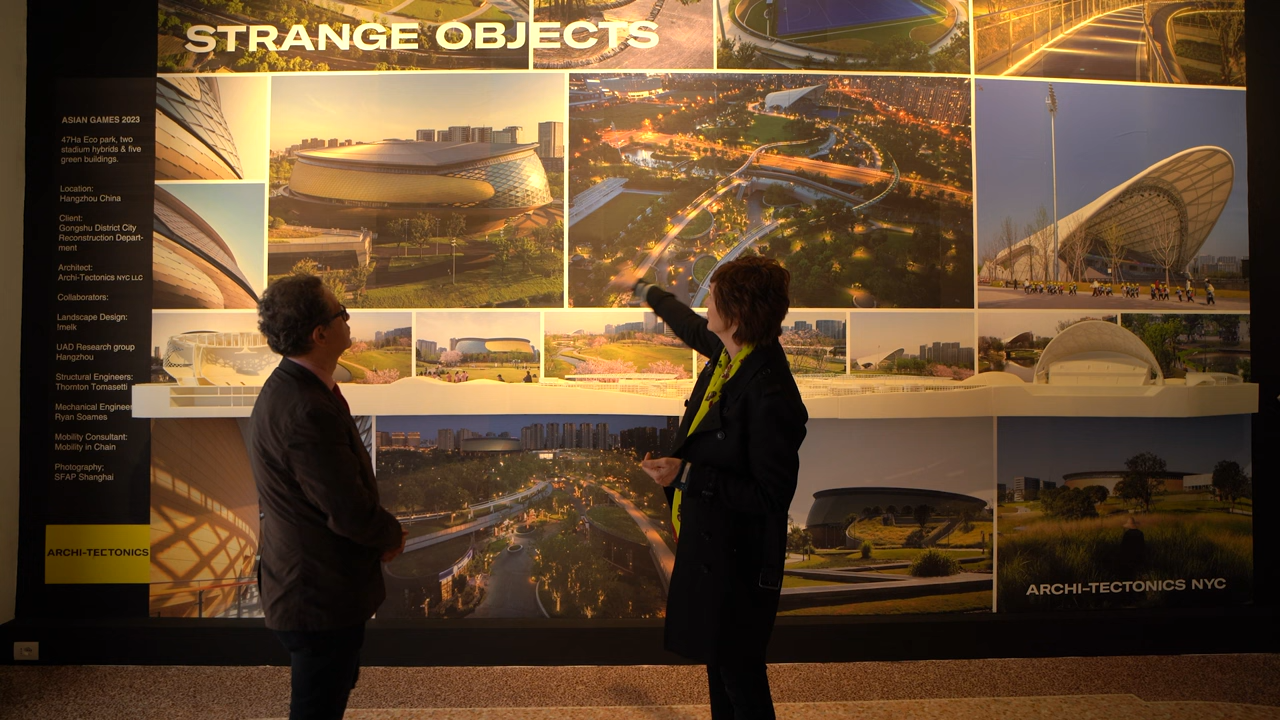 STRANGE OBJECTS
ASIAN GAMES 2023
47Ha Eco park, two
stadium hybrids & five
green buildings.
Location:
Hangzhou China
Client:
Gongshu District City
Reconstruction Depart-
ment
Architect:
Archi-Tectonics NYC LLC
Collaborators:
Landscape Design:
!melk
UAD Research group
Hangzhou
Structural Engineers:
Thornton Tomasetti
Mechanical Engineer
Ryan Soames
Mobility Consultant:
Mobility in Chain
Photography;
SFAP Shanghai
ARCHI-TECTONICS
ARCHI-TECTONICS NYC